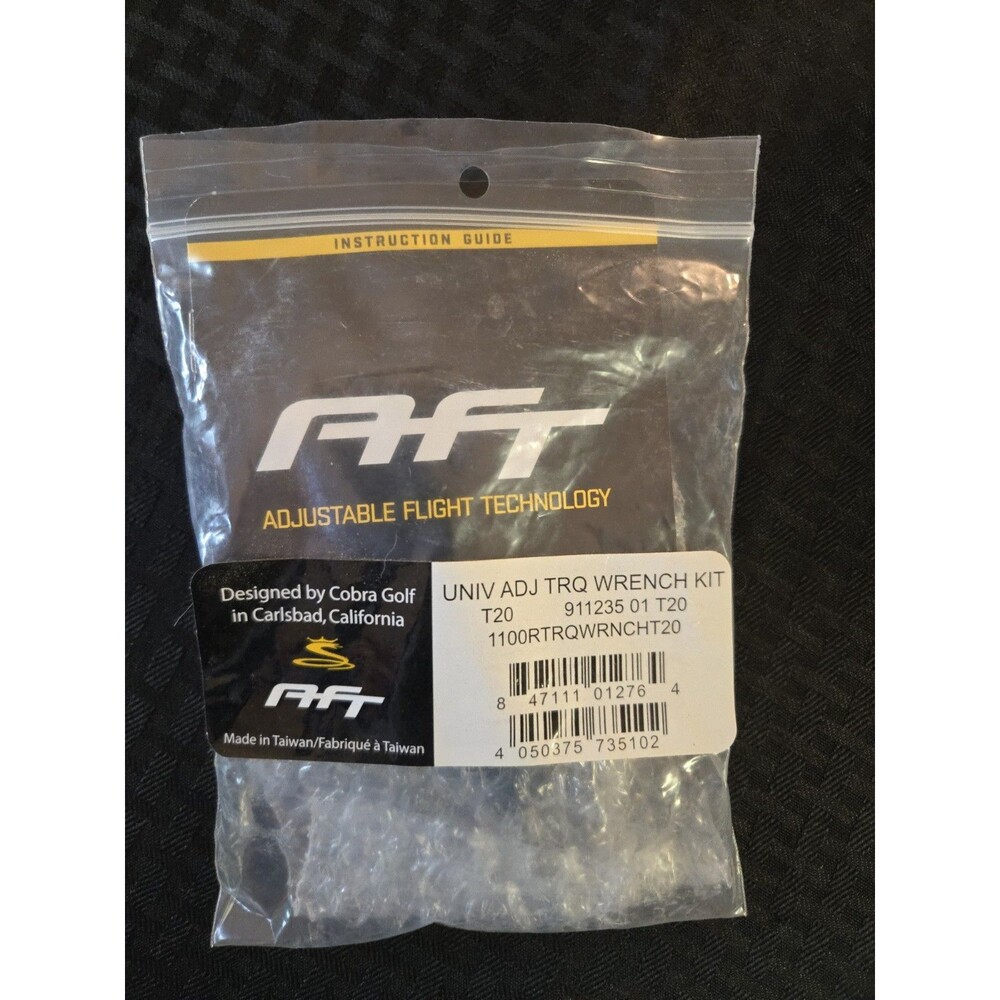 INSTRUCTION GUIDE
AFT
ADJUSTABLE FLIGHT TECHNOLOGY
Designed by Cobra Golf
in Carlsbad, California
AFT
Made in Taiwan/Fabriqué à Taiwan
UNIV ADJ TRQ WRENCH KIT
T20 911235 01 T20
1100RTRQWRNCHT20
8 47111 01276 4
4 050375 735102